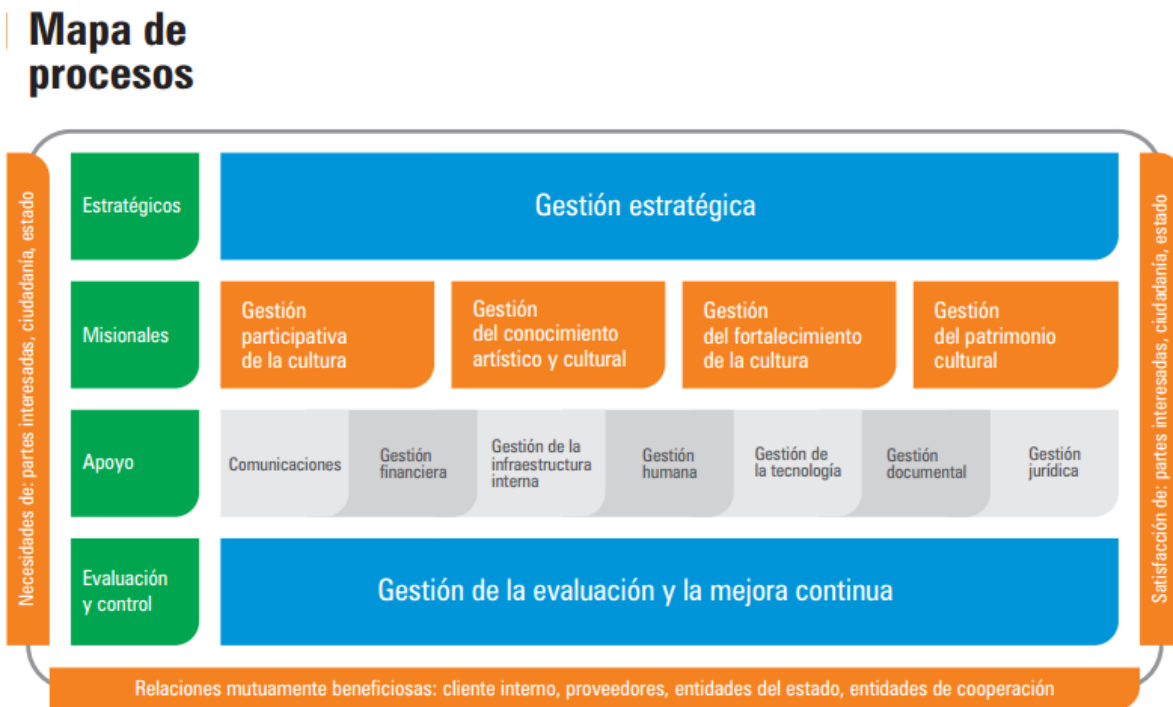 Mapa de
procesos
Necesidades de: partes interesadas, ciudadanía, estado
Estratégicos
Gestión estratégica
Misionales
Gestión
participativa
de la cultura
Gestión
del conocimiento
artístico y cultural
Gestión
del fortalecimiento
de la cultura
Gestión
del patrimonio
cultural
Apoyo
Comunicaciones
Gestión
financiera
Gestión de la
infraestructura
interna
Gestión
humana
Gestión de
la tecnología
Gestión
documental
Gestión
jurídica
Evaluación
y control
Gestión de la evaluación y la mejora continua
Satisfacción de: partes interesadas, ciudadanía, estado
Relaciones mutuamente beneficiosas: cliente interno, proveedores, entidades del estado, entidades de cooperación